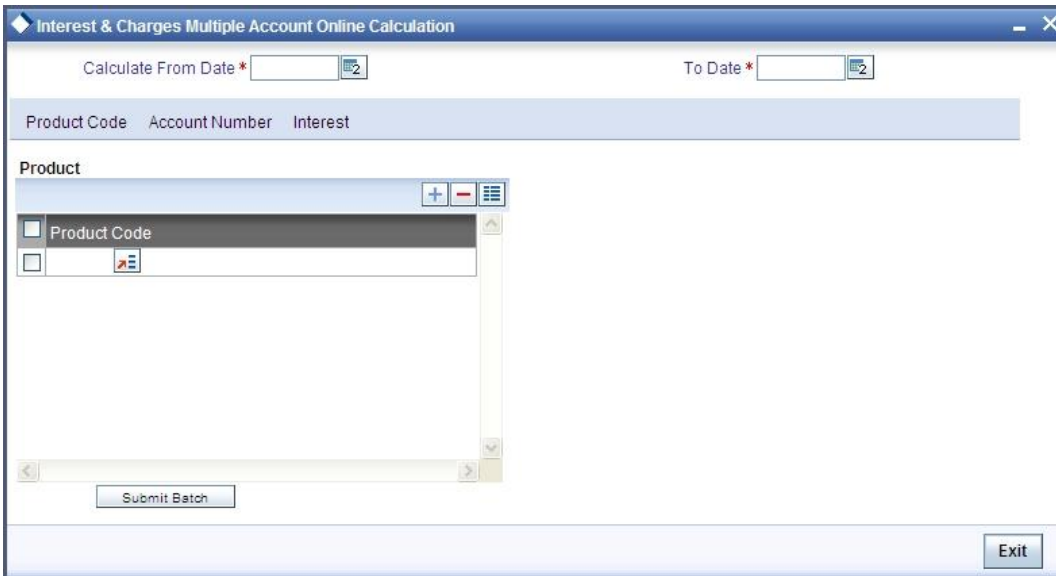 Interest & Charges Multiple Account Online Calculation
Calculate From Date * To Date *
Product Code Account Number Interest
Product
Product Code
Submit Batch
Exit